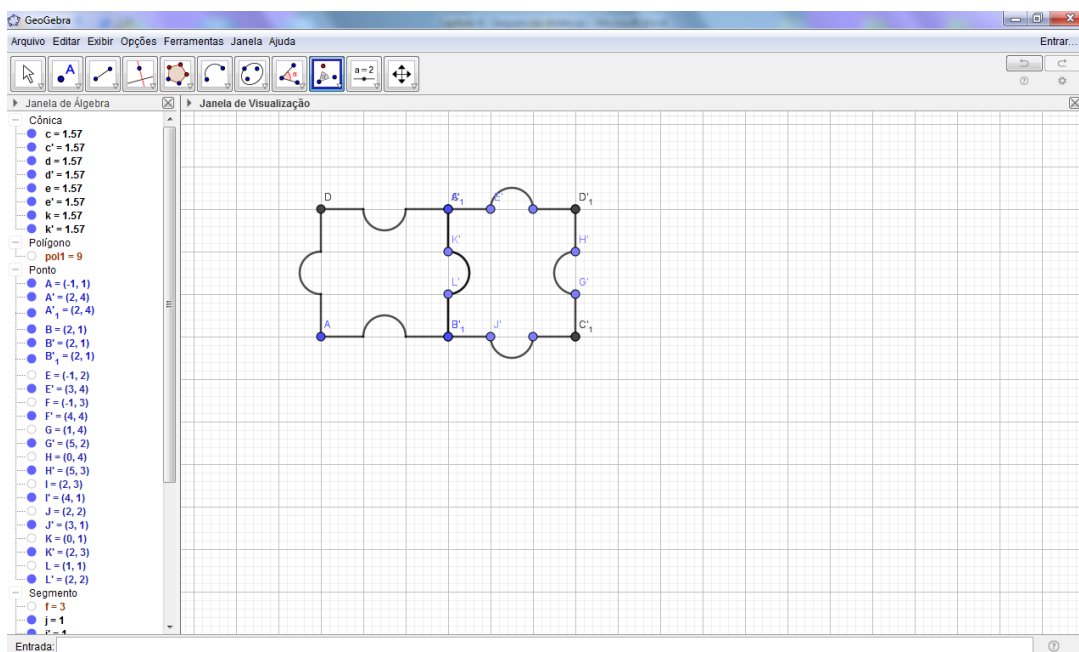 GeoGebra
Arquivo Editar Exibir Opções Ferramentas Janela Ajuda
Entrar...
A
α
a = 2
Janela de Álgebra
Janela de Visualização
Cônica
c = 1.57
c' = 1.57
d = 1.57
d' = 1.57
e = 1.57
e' = 1.57
k = 1.57
k' = 1.57
Polígono
pol1 = 9
Ponto
A = (-1, 1)
A' = (2, 4)
A'₁ = (2, 4)
B = (2, 1)
B' = (2, 1)
B'₁ = (2, 1)
E = (-1, 2)
E' = (3, 4)
F = (-1, 3)
F' = (4, 4)
G = (1, 4)
G' = (5, 2)
H = (0, 4)
H' = (5, 3)
I = (2, 3)
I' = (4, 1)
J = (2, 2)
J' = (3, 1)
K = (0, 1)
K' = (2, 3)
L = (1, 1)
L' = (2, 2)
Segmento
f = 3
j = 1
D
E'
D'₁
K'
H'
L'
G'
A
B'₁
J'
C'₁
Entrada: